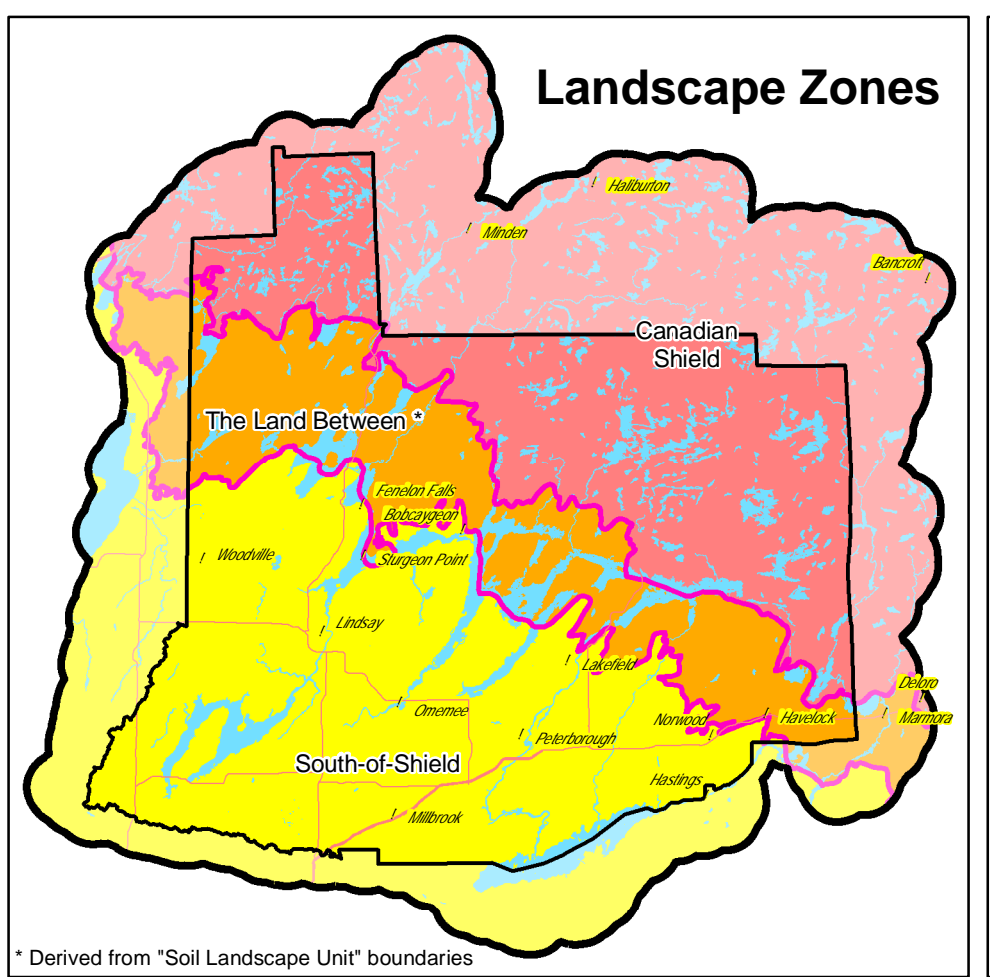 Landscape Zones
Haliburton
Minden
Bancroft
Canadian
Shield
The Land Between *
Fenelon Falls
Bobcaygeon
Woodville
Sturgeon Point
Lindsay
Lakefield
Deloro
Omemee
Norwood
Havelock
Marmora
Peterborough
South-of-Shield
Hastings
Millbrook
* Derived from "Soil Landscape Unit" boundaries